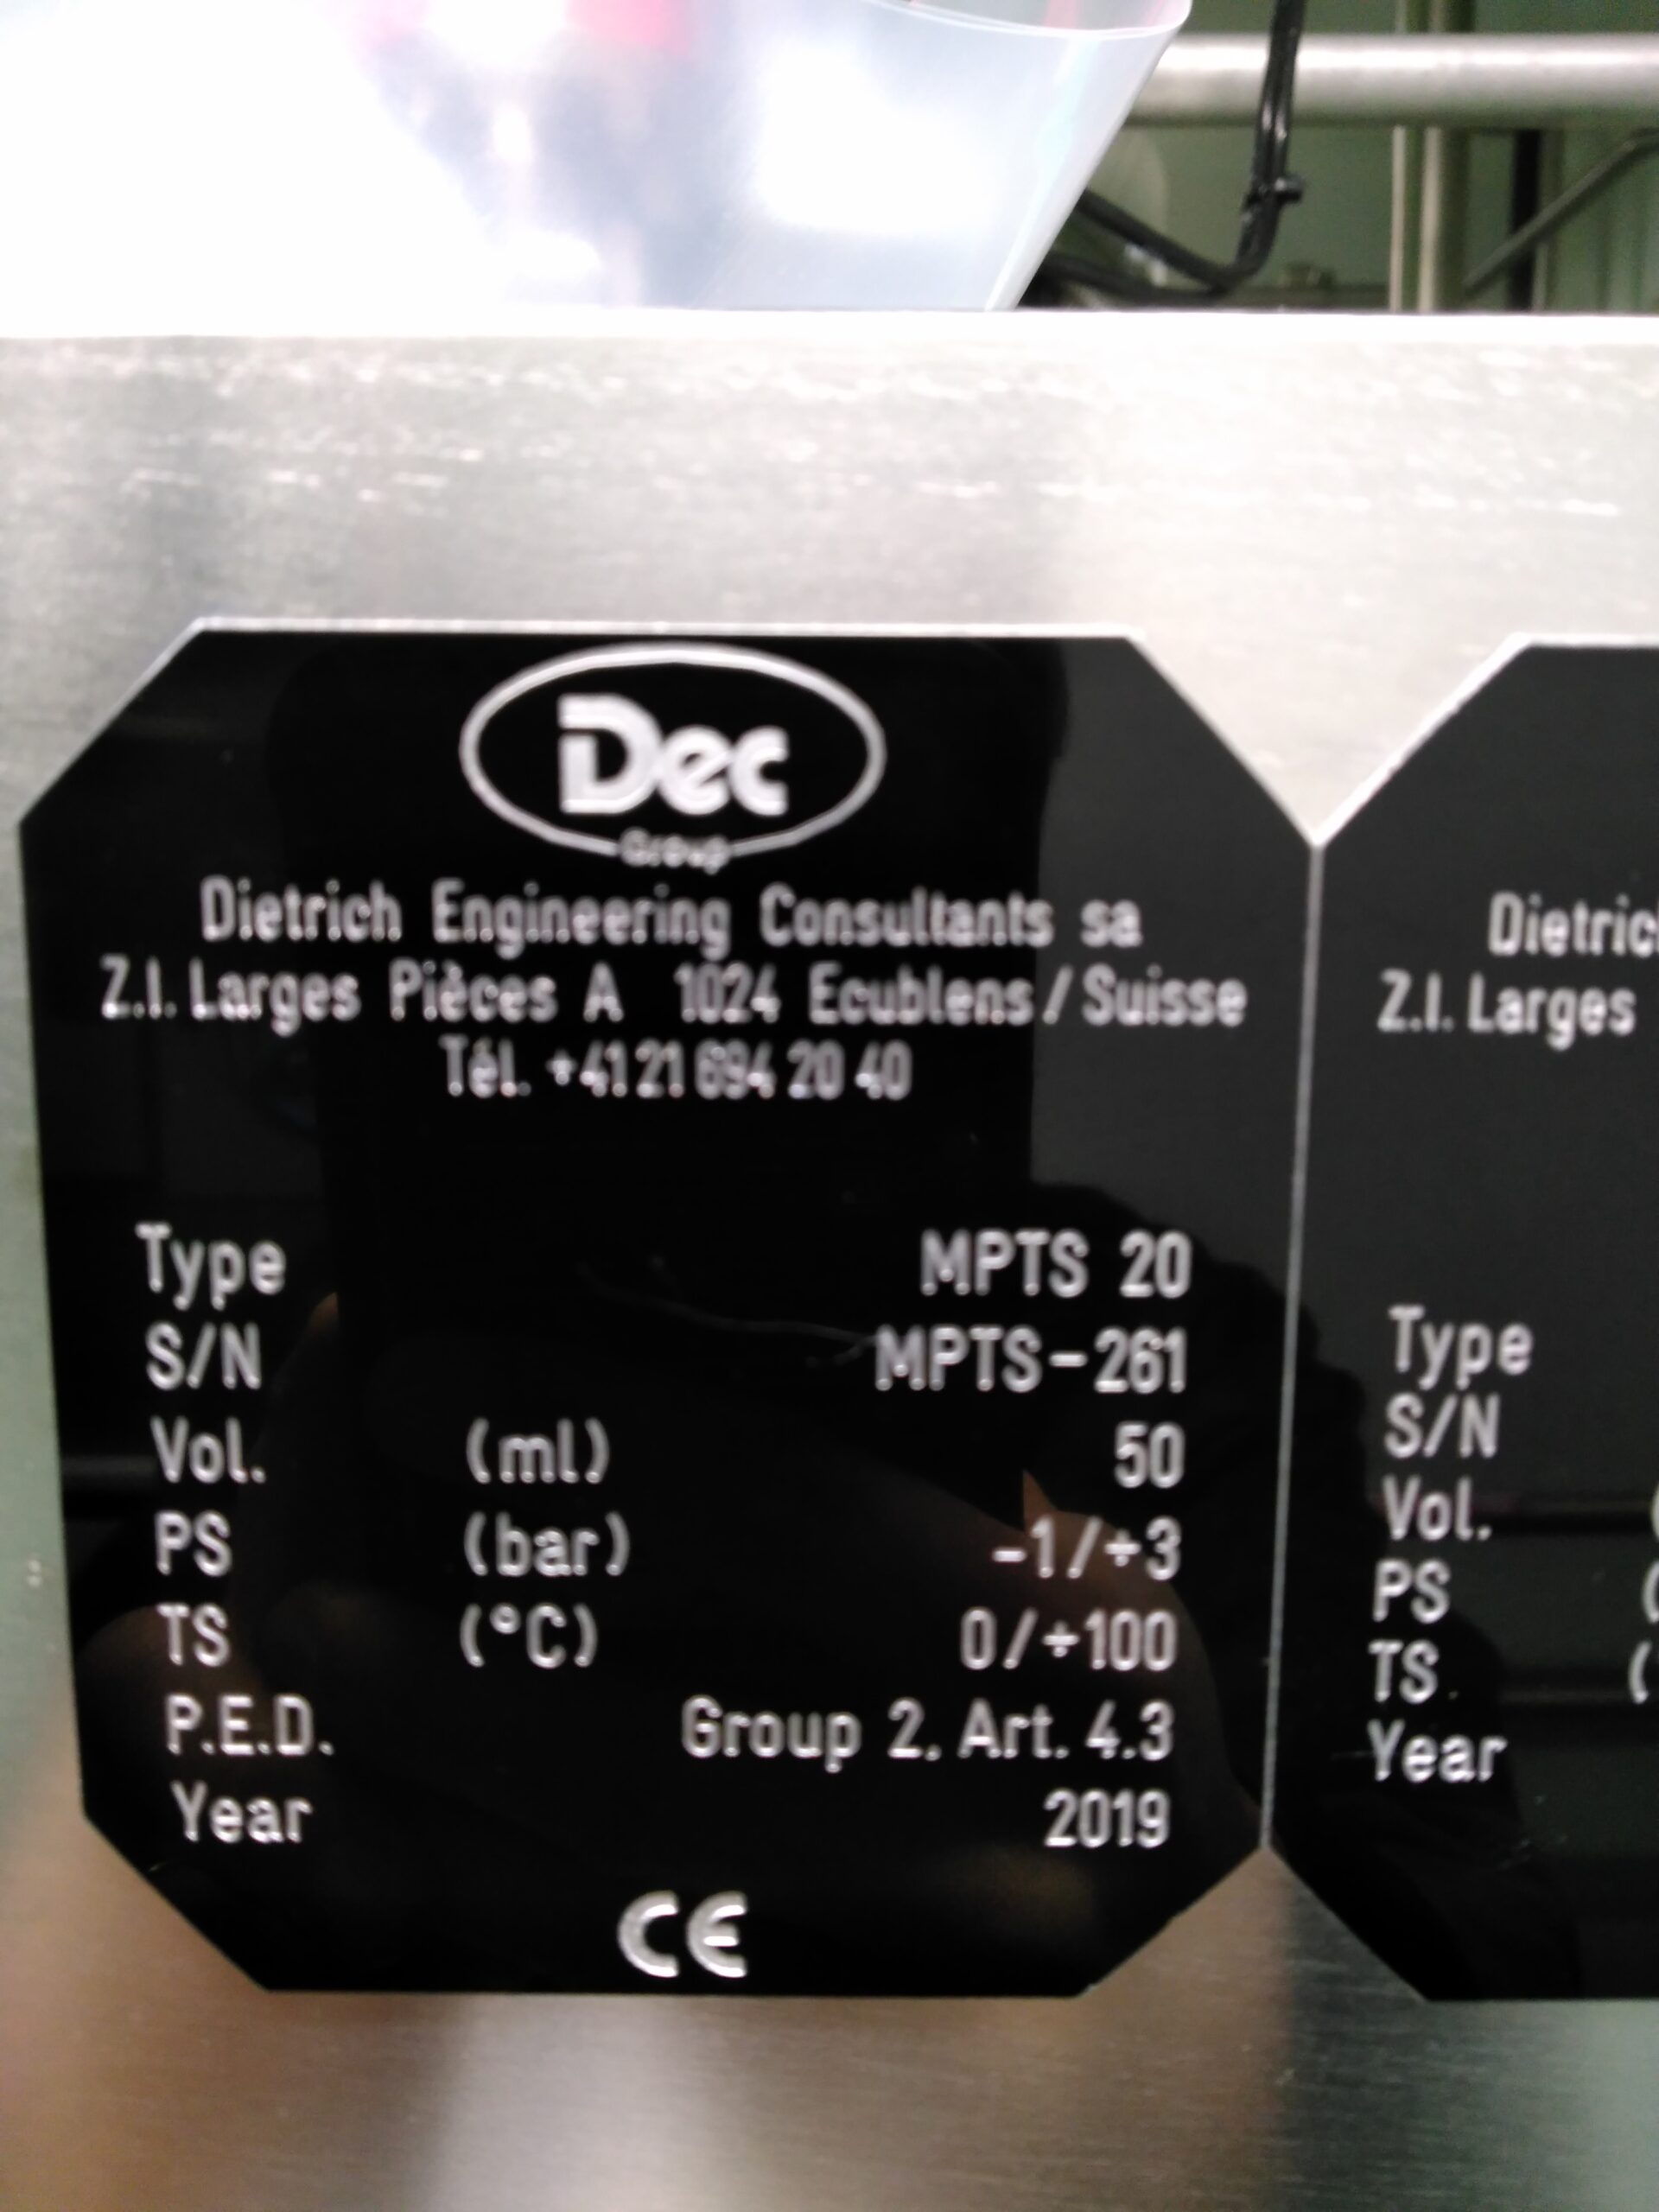 Dec
Group
Dietrich Engineering Consultants sa
Z.I. Larges Pièces A 1024 Ecublens / Suisse
Tél. +41 21 694 20 40
Type MPTS 20
S/N MPTS-261
Vol. (ml) 50
PS (bar) -1/+3
TS (°C) 0/+100
P.E.D. Group 2, Art. 4.3
Year 2019
CE
Z.I. Larges
Type
S/N
Vol.
PS
TS
Year